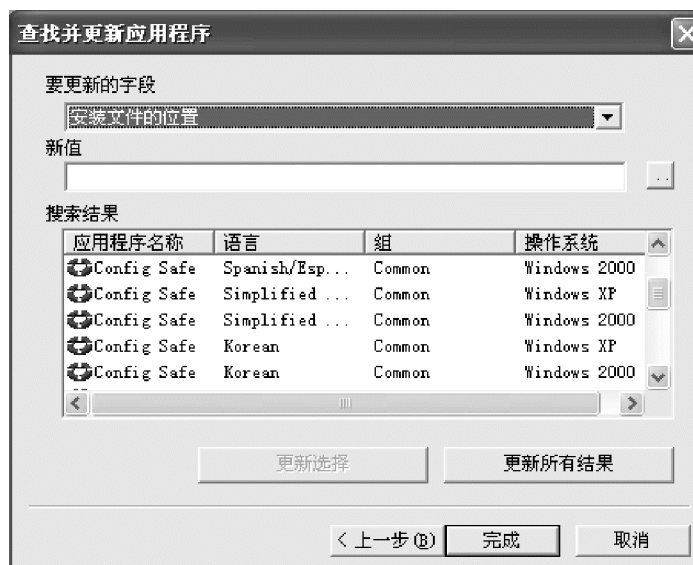 查找并更新应用程序
要更新的字段
安装文件的位置
新值
..
搜索结果
应用程序名称 语言 组 操作系统
Config Safe Spanish/Esp... Common Windows 2000
Config Safe Simplified ... Common Windows XP
Config Safe Simplified ... Common Windows 2000
Config Safe Korean Common Windows XP
Config Safe Korean Common Windows 2000
更新选择 更新所有结果
< 上一步(B) 完成 取消